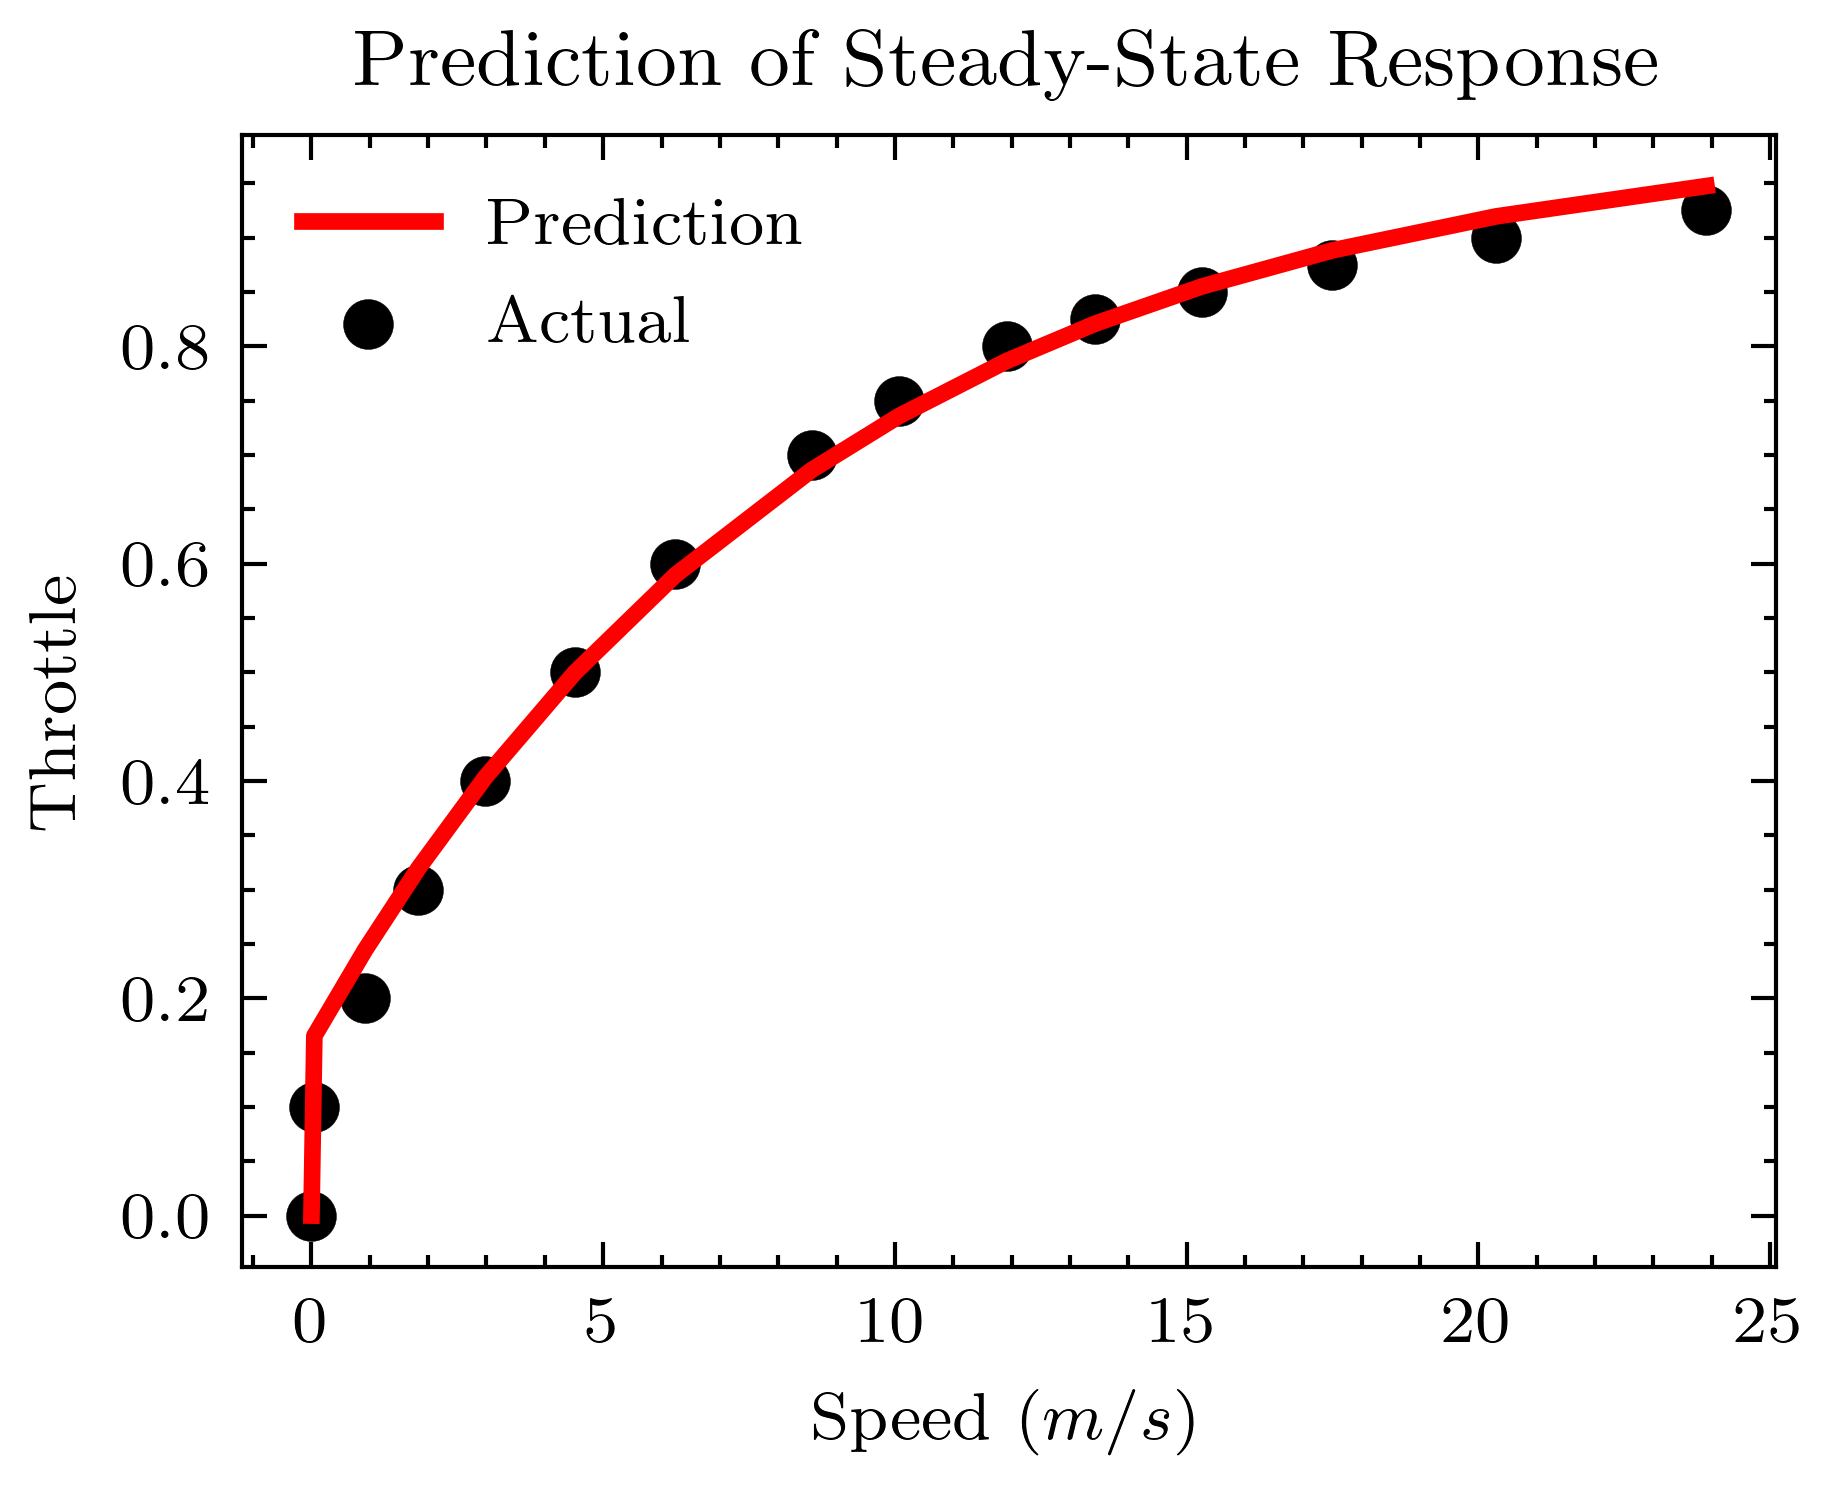 Prediction of Steady-State Response
Prediction
Actual
0.8
0.6
0.4
0.2
0.0
Throttle
0 5 10 15 20 25
Speed (m/s)